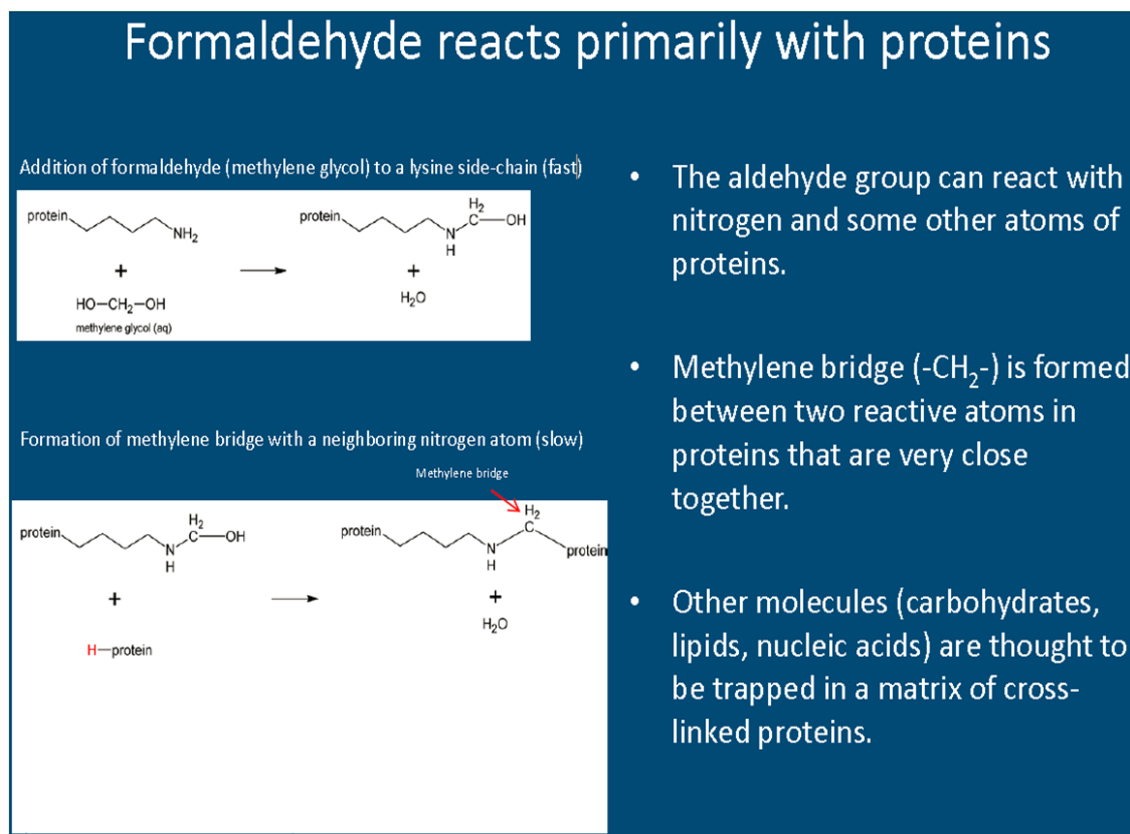 Formaldehyde reacts primarily with proteins
Addition of formaldehyde (methylene glycol) to a lysine side-chain (fast)
protein
NH₂
+
HO–CH₂–OH
methylene glycol (aq)
H₂
C
OH
protein
N
H
+
H₂O
Formation of methylene bridge with a neighboring nitrogen atom (slow)
Methylene bridge
H₂
C
OH
protein
N
H
+
H–protein
H₂
C
protein
N
H
protein
+
H₂O
• The aldehyde group can react with
nitrogen and some other atoms of
proteins.
• Methylene bridge (-CH₂-) is formed
between two reactive atoms in
proteins that are very close
together.
• Other molecules (carbohydrates,
lipids, nucleic acids) are thought to
be trapped in a matrix of cross-
linked proteins.